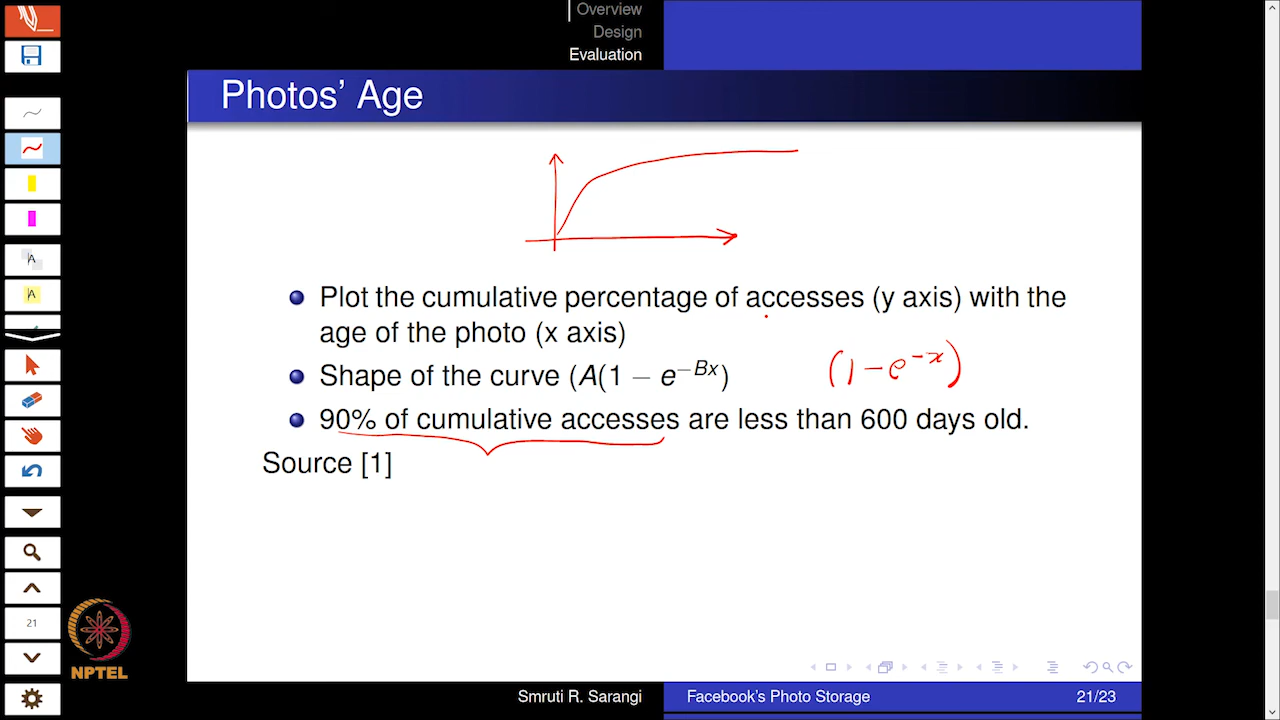 Overview
Design
Evaluation
Photos' Age
Plot the cumulative percentage of accesses (y axis) with the
age of the photo (x axis)
Shape of the curve (A(1 − e^{−Bx})
(1 − e^{−x})
90% of cumulative accesses are less than 600 days old.
Source [1]
A
A
21
NPTEL
Smruti R. Sarangi
Facebook's Photo Storage
21/23